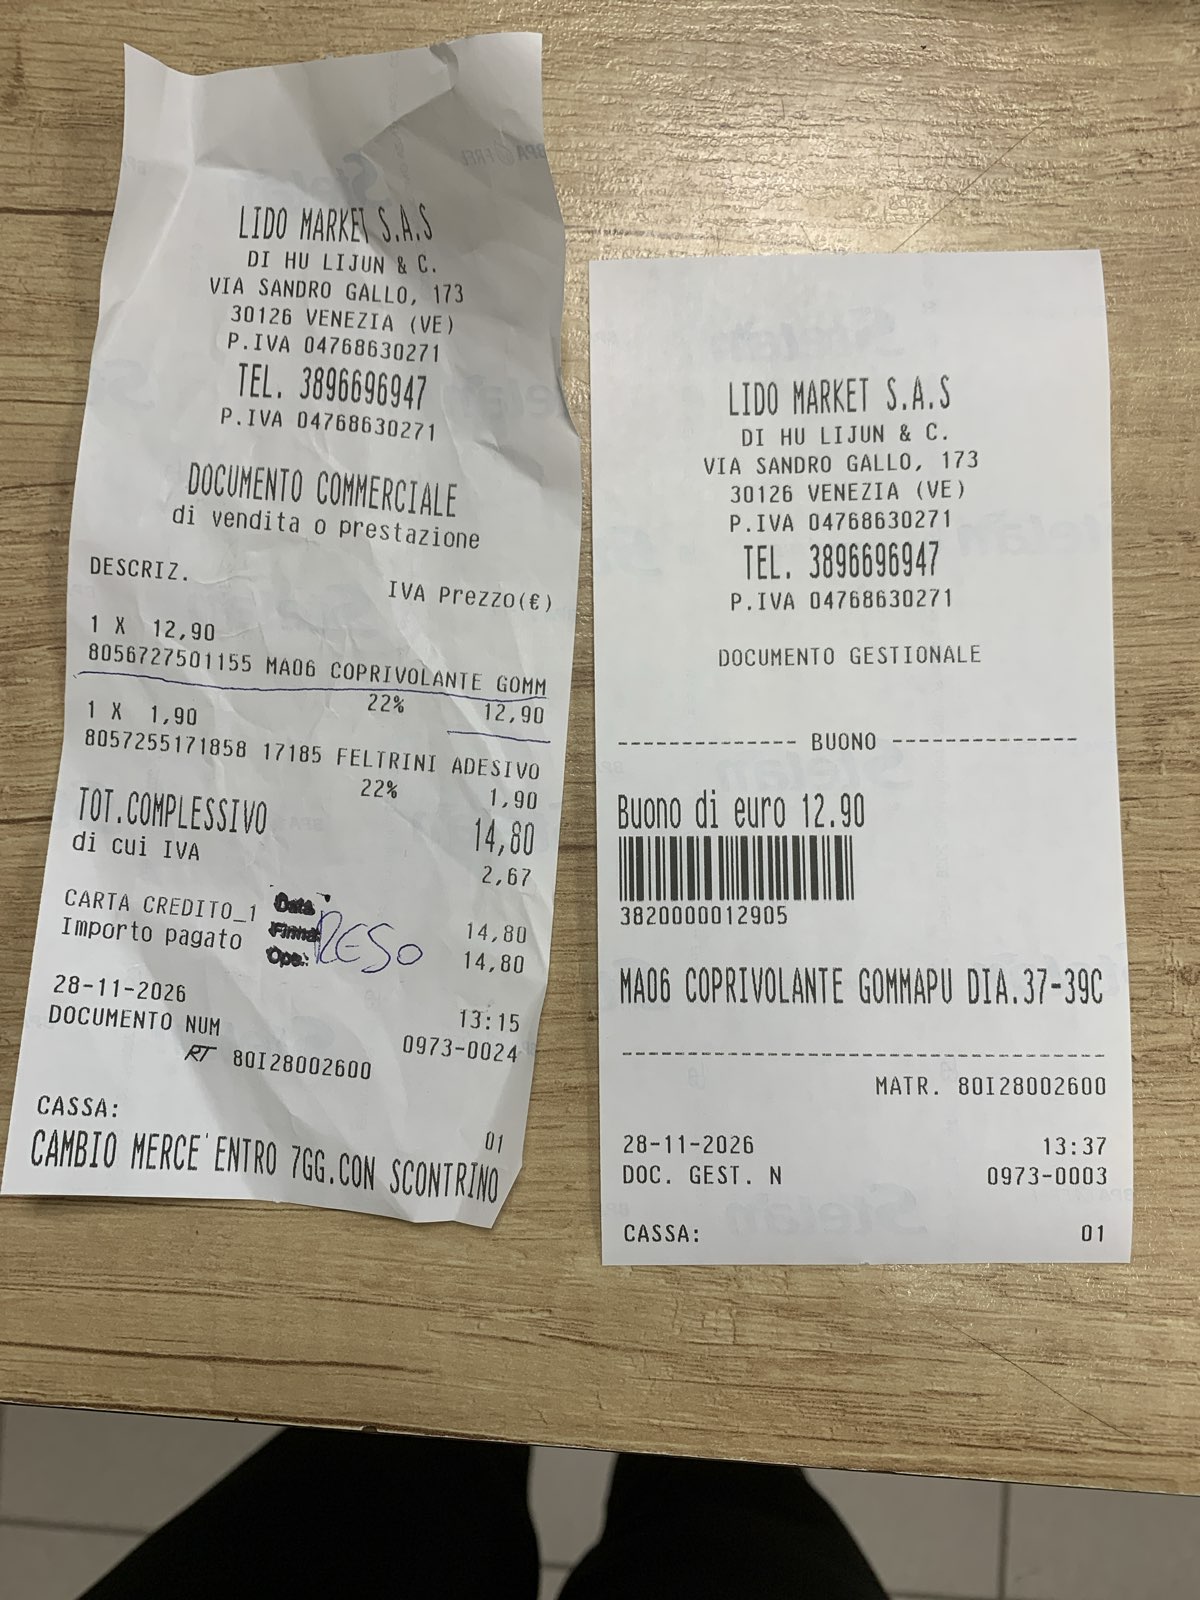 LIDO MARKET S.A.S
DI HU LIJUN & C.
VIA SANDRO GALLO, 173
30126 VENEZIA (VE)
P.IVA 04768630271
TEL. 3896696947
P.IVA 04768630271
DOCUMENTO COMMERCIALE
di vendita o prestazione
DESCRIZ. IVA Prezzo(€)
1 X 12,90
8056727501155 MA06 COPRIVOLANTE GOMM
22% 12,90
1 X 1,90
8057255171858 17185 FELTRINI ADESIVO
22% 1,90
TOT.COMPLESSIVO 14,80
di cui IVA 2,67
CARTA CREDITO_1 14,80
Importo pagato 14,80
Data
Firma
Ope.:
RESO
28-11-2026 13:15
DOCUMENTO NUM 0973-0024
RT 80I28002600
CASSA: 01
CAMBIO MERCE'ENTRO 7GG.CON SCONTRINO
LIDO MARKET S.A.S
DI HU LIJUN & C.
VIA SANDRO GALLO, 173
30126 VENEZIA (VE)
P.IVA 04768630271
TEL. 3896696947
P.IVA 04768630271
DOCUMENTO GESTIONALE
------------- BUONO -------------
Buono di euro 12.90
3820000012905
MA06 COPRIVOLANTE GOMMAPU DIA.37-39C
MATR. 80I28002600
28-11-2026 13:37
DOC. GEST. N 0973-0003
CASSA: 01